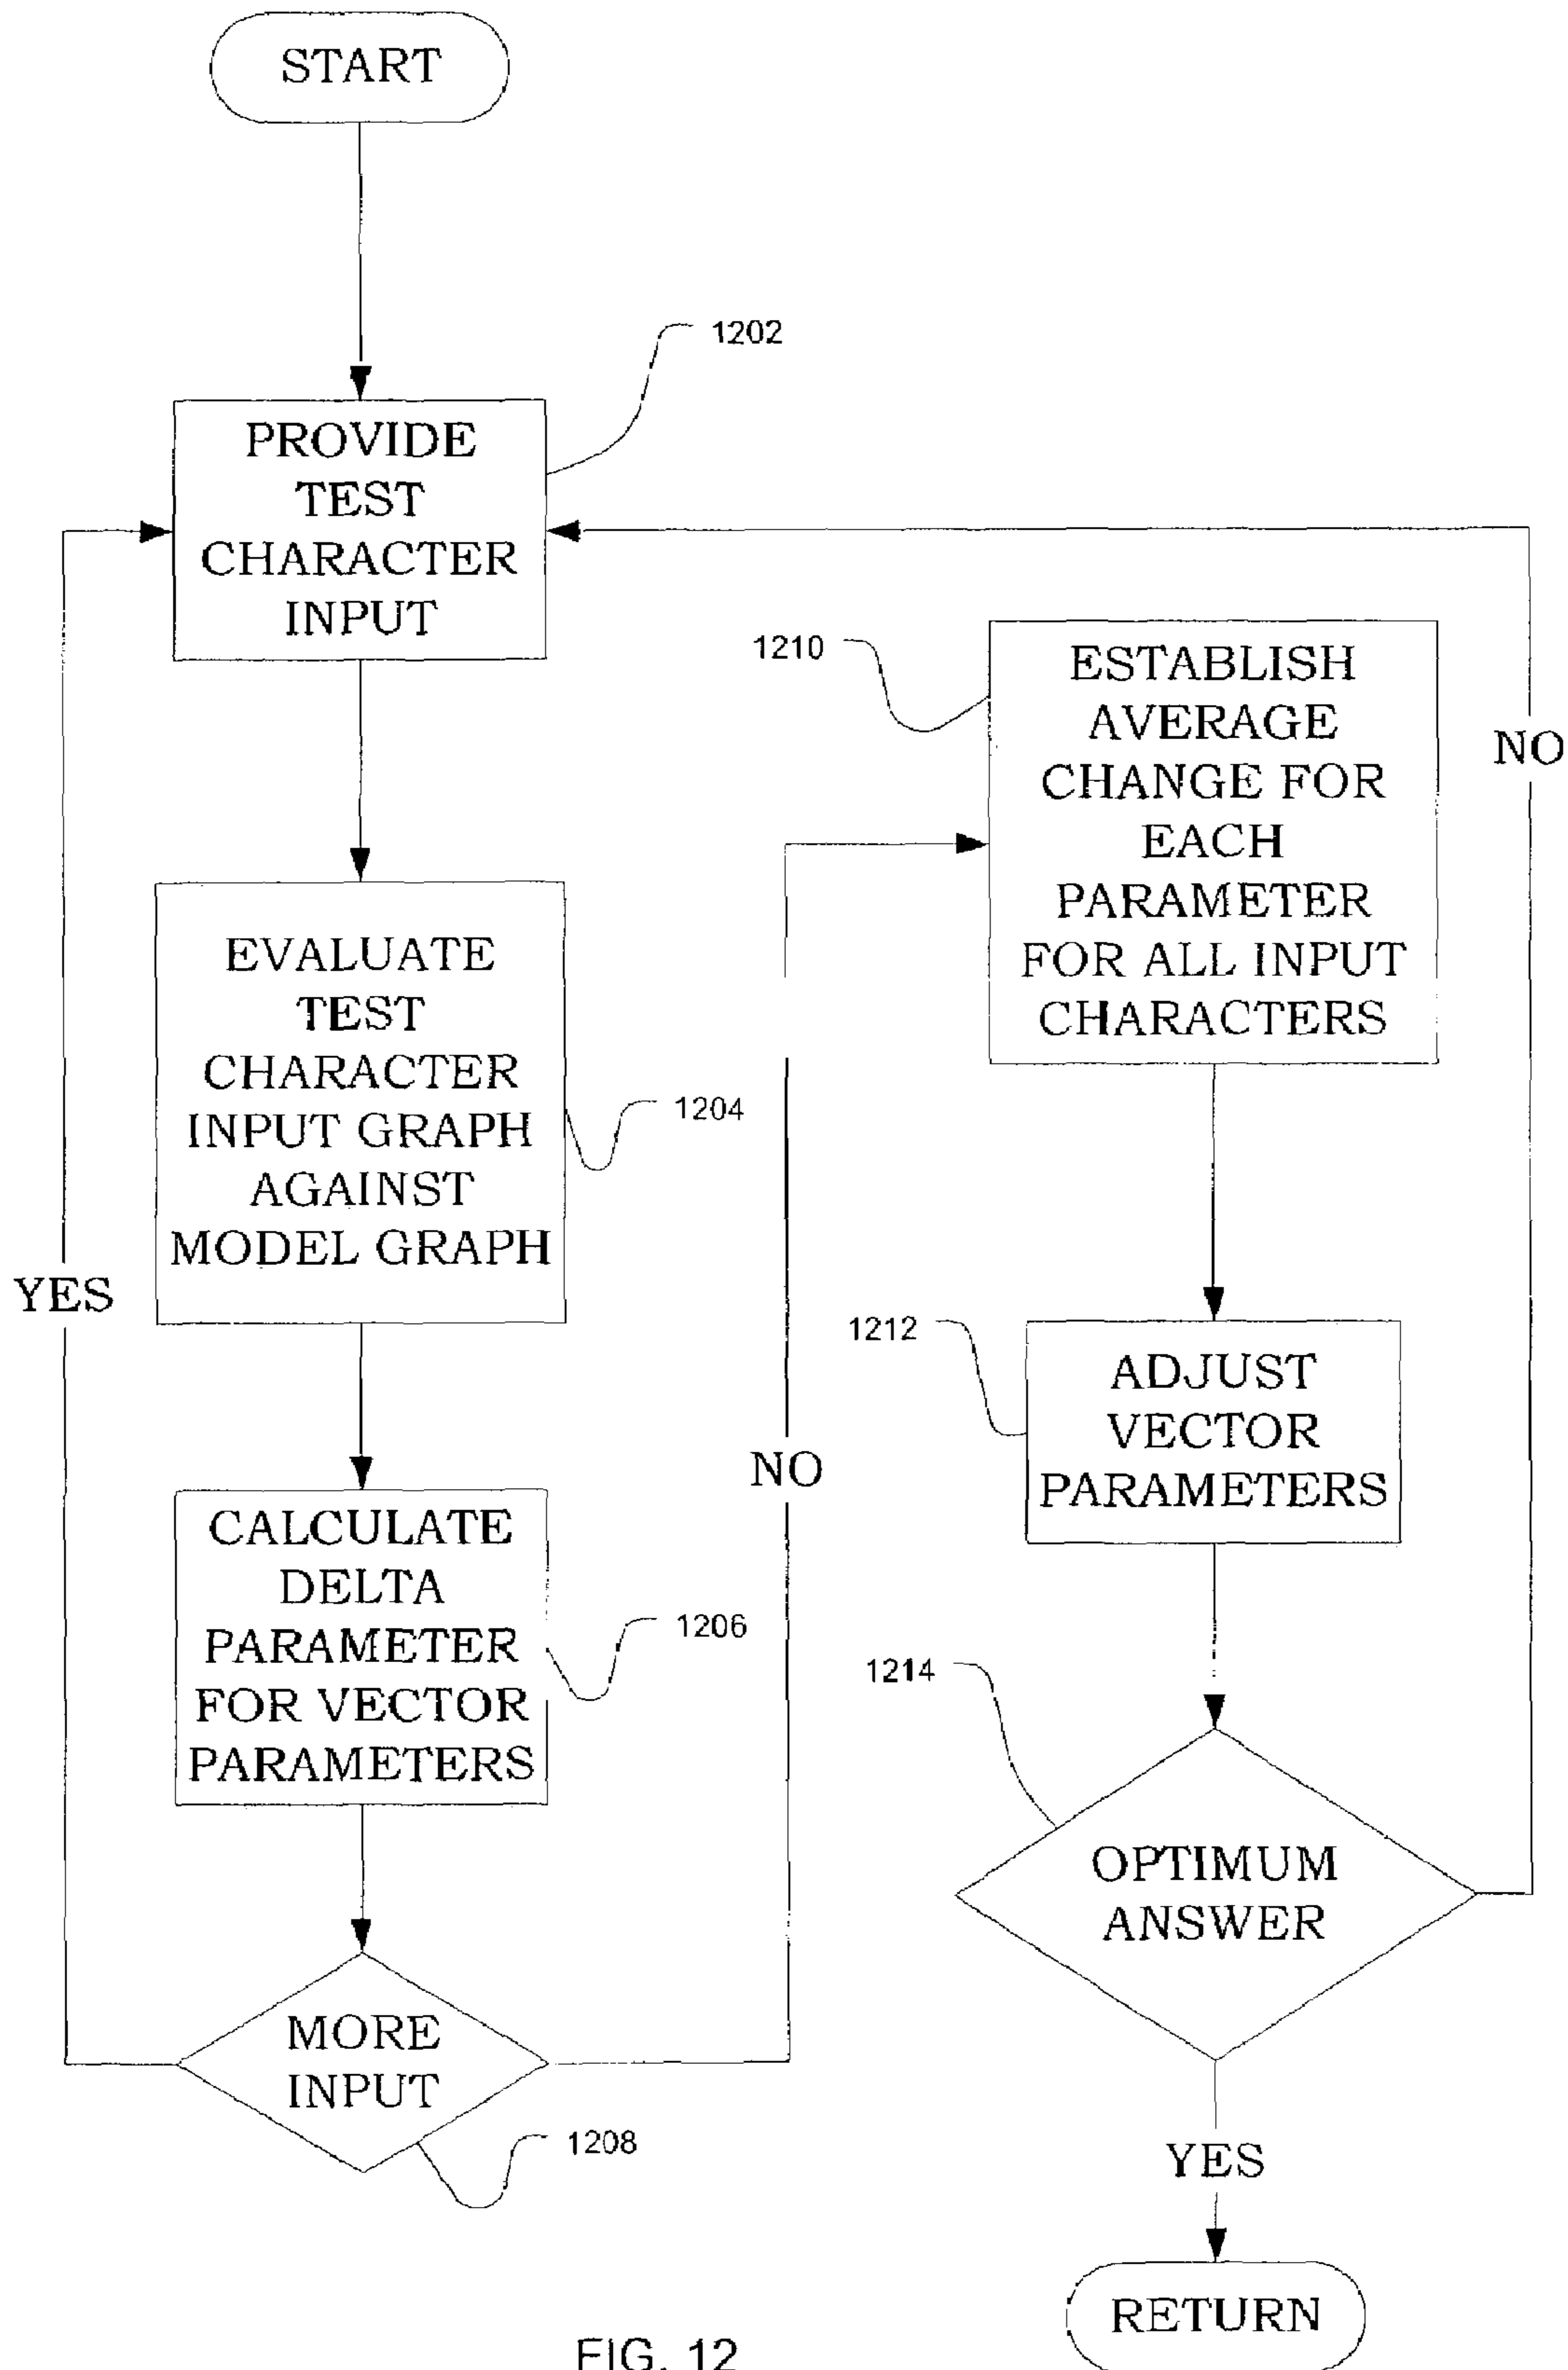 START
1202
PROVIDE
TEST
CHARACTER
INPUT
EVALUATE
TEST
CHARACTER
INPUT GRAPH
AGAINST
MODEL GRAPH
1204
YES
CALCULATE
DELTA
PARAMETER
FOR VECTOR
PARAMETERS
1206
MORE
INPUT
1208
NO
1210
ESTABLISH
AVERAGE
CHANGE FOR
EACH
PARAMETER
FOR ALL INPUT
CHARACTERS
NO
1212
ADJUST
VECTOR
PARAMETERS
1214
OPTIMUM
ANSWER
YES
RETURN
FIG. 12